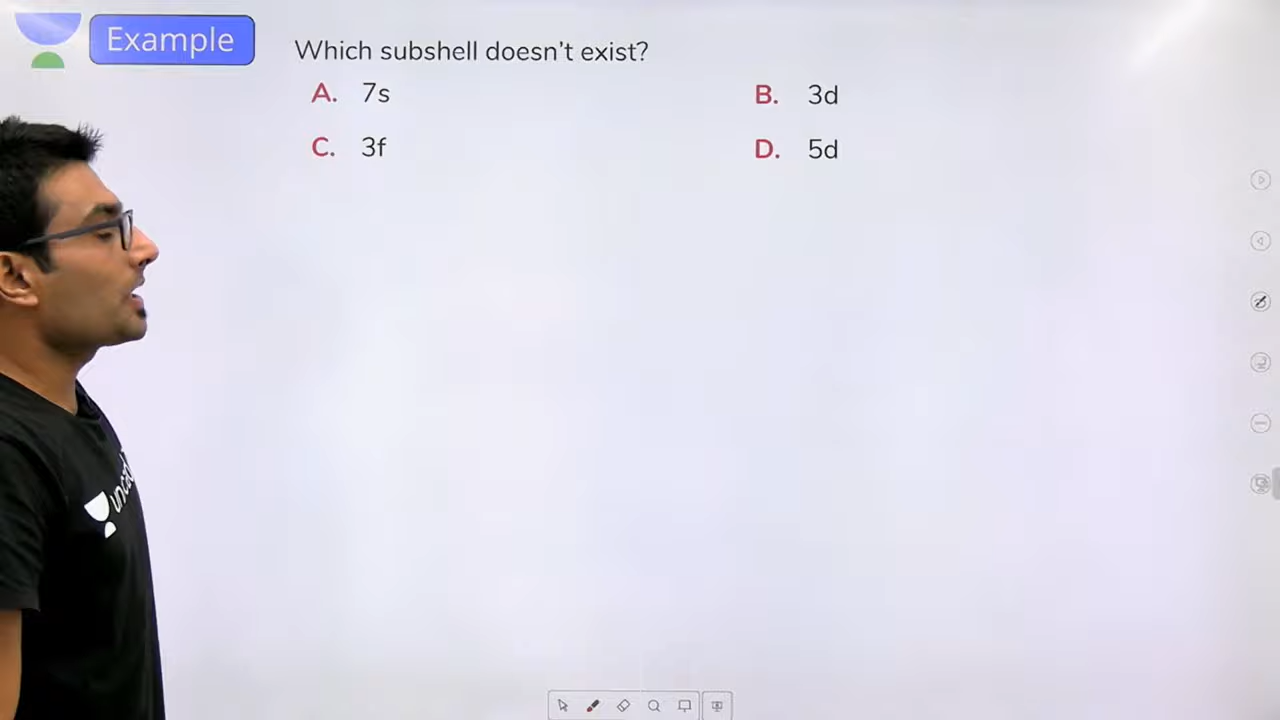 Example
Which subshell doesn't exist?
A. 7s
B. 3d
C. 3f
D. 5d